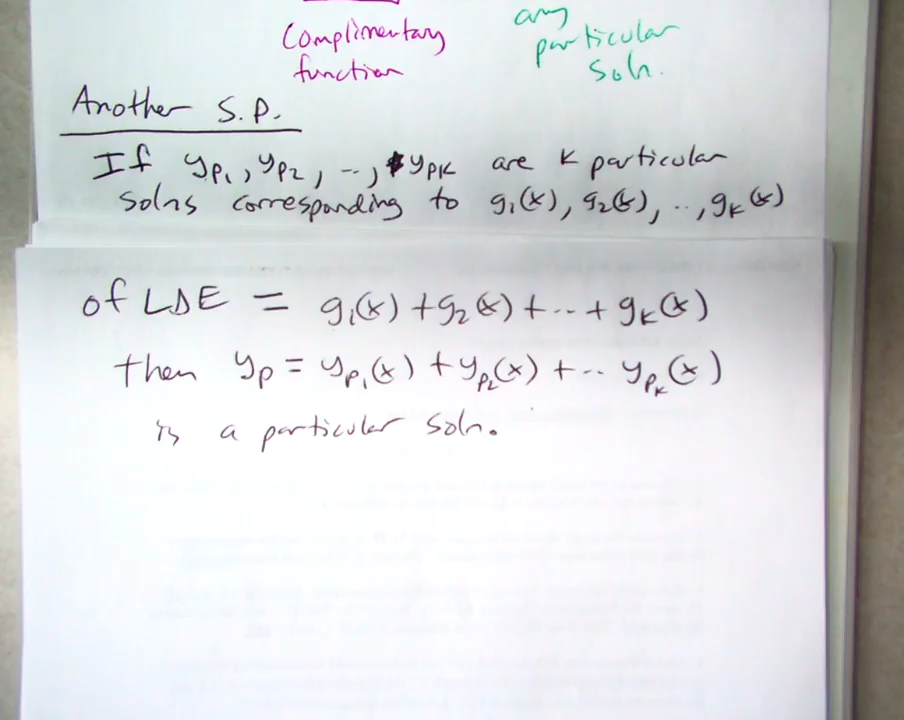 Complimentary
function
any
particular
Soln.
Another S.P.
If yp₁, yp₂, .., ypk are k particular
Solns corresponding to g₁(x), g₂(x), .., gk(x)
of LDE = g₁(x) + g₂(x) + ... + gk(x)
then yp = yp₁(x) + yp₂(x) + .. ypk(x)
is a particular soln.